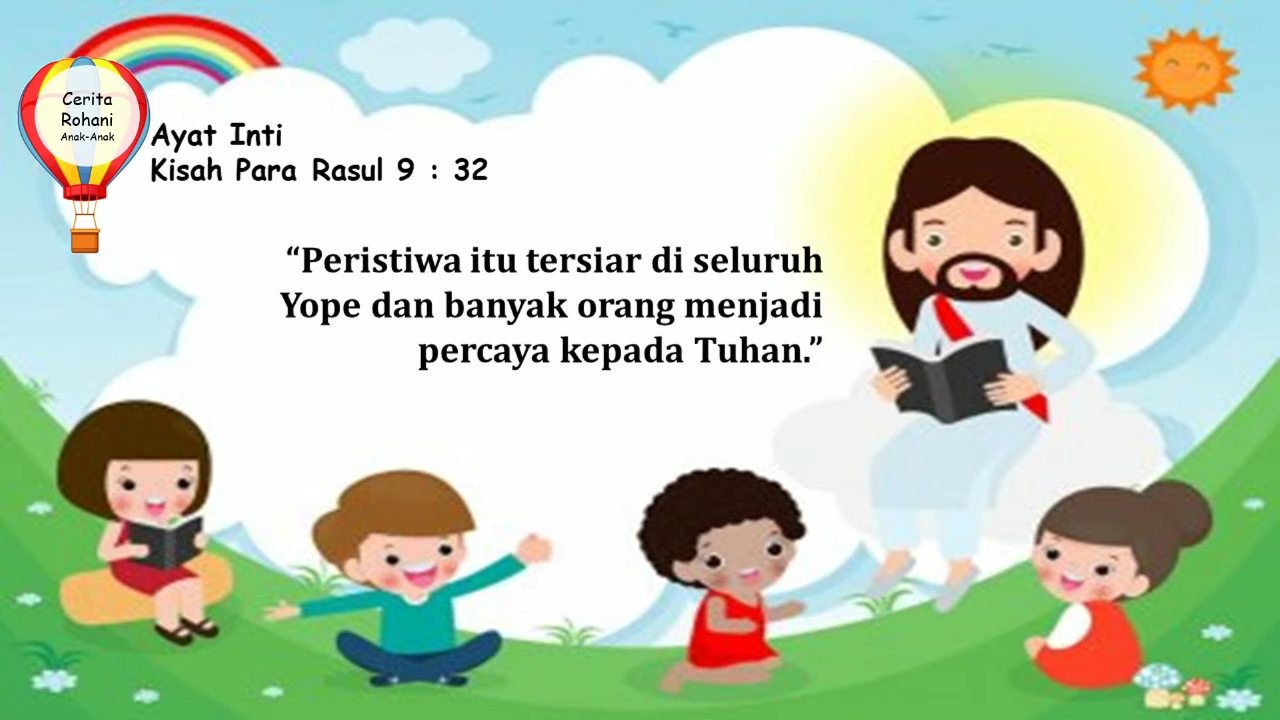 Cerita
Rohani
Anak-Anak
Ayat Inti
Kisah Para Rasul 9 : 32
“Peristiwa itu tersiar di seluruh
Yope dan banyak orang menjadi
percaya kepada Tuhan.”